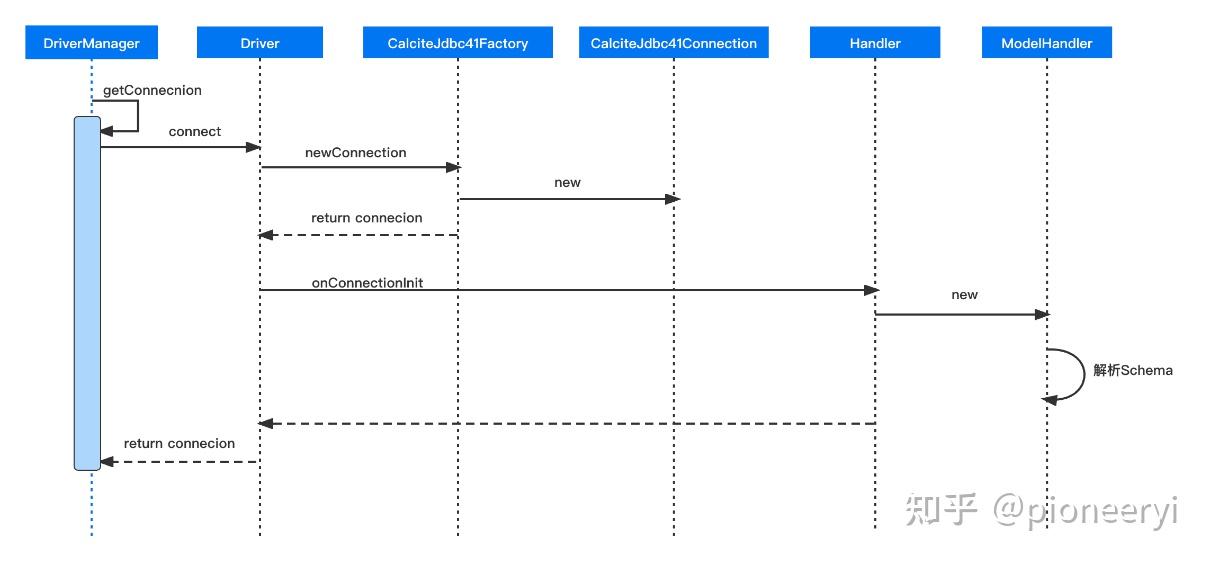 DriverManager
Driver
CalciteJdbc41Factory
CalciteJdbc41Connection
Handler
ModelHandler
getConnecnion
connect
newConnection
new
return connecion
onConnectionInit
new
解析Schema
return connecion
知乎 @pioneeryi